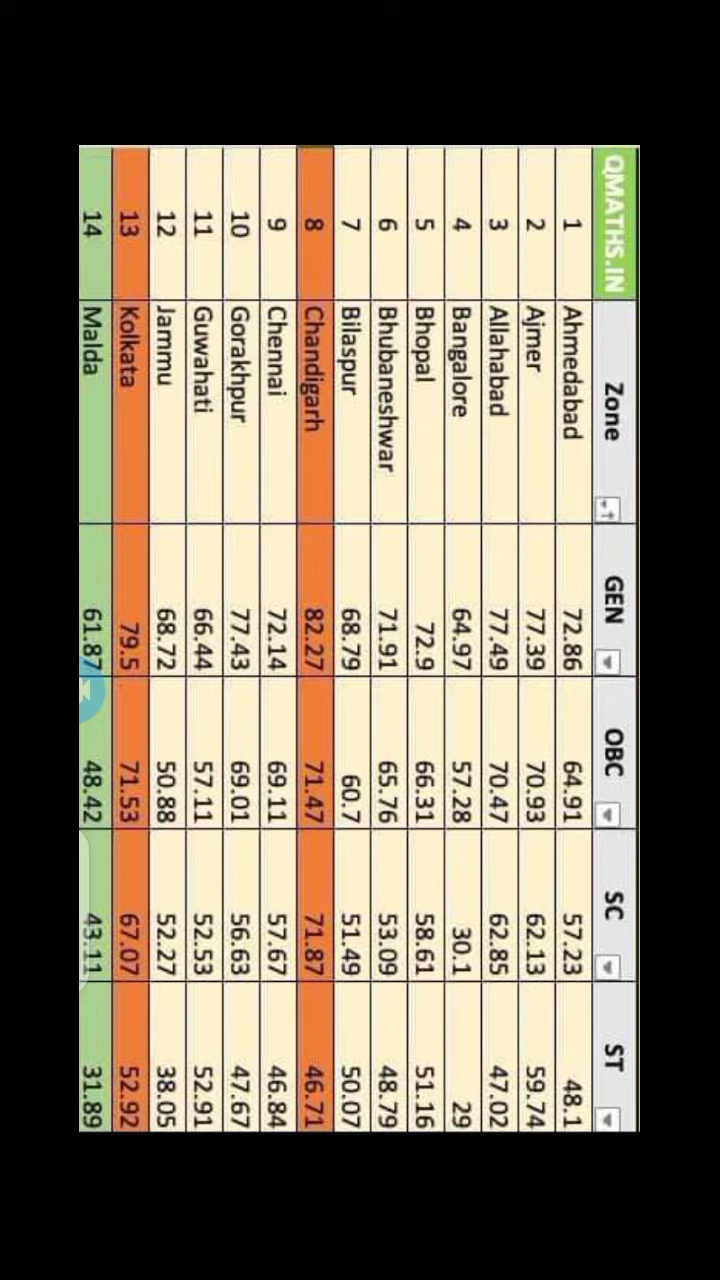 QMATHS.IN Zone GEN OBC SC ST
1 Ahmedabad 72.86 64.91 57.23 48.1
2 Ajmer 77.39 70.93 62.13 59.74
3 Allahabad 77.49 70.47 62.85 47.02
4 Bangalore 64.97 57.28 30.1 29
5 Bhopal 72.9 66.31 58.61 51.16
6 Bhubaneshwar 71.91 65.76 53.09 48.79
7 Bilaspur 68.79 60.7 51.49 50.07
8 Chandigarh 82.27 71.47 71.87 46.71
9 Chennai 72.14 69.11 57.67 46.84
10 Gorakhpur 77.43 69.01 56.63 47.67
11 Guwahati 66.44 57.11 52.53 52.91
12 Jammu 68.72 50.88 52.27 38.05
13 Kolkata 79.5 71.53 67.07 52.92
14 Malda 61.87 48.42 43.11 31.89